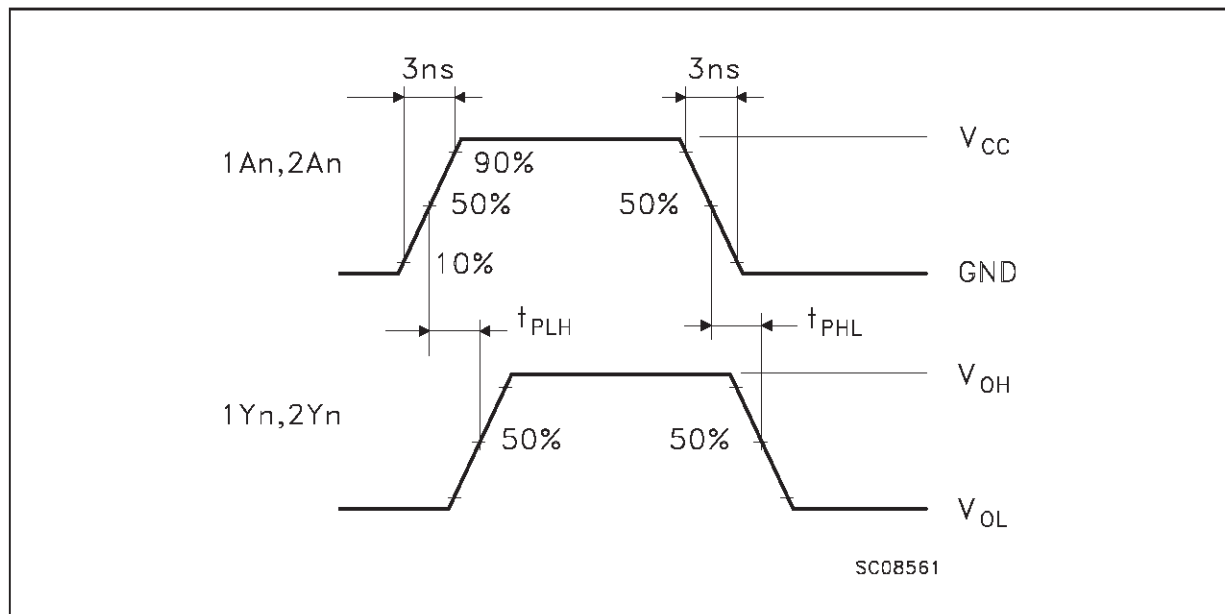 3ns 3ns
1An,2An
90%
50% 50%
10%
VCC
GND
tPLH tPHL
1Yn,2Yn
50% 50%
VOH
VOL
SC08561